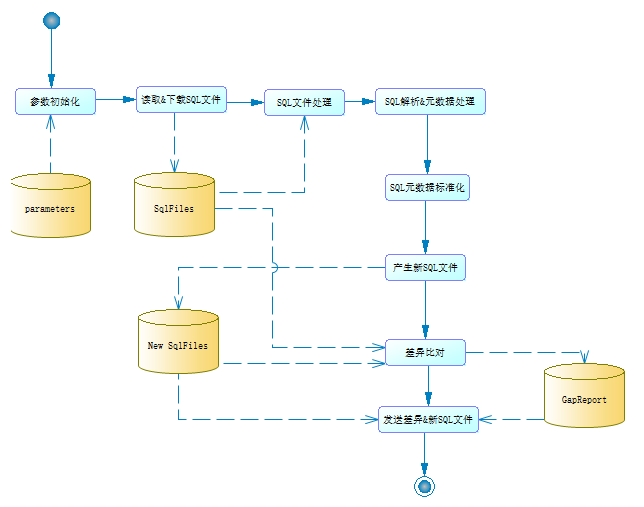 参数初始化
读取&下载SQL文件
SQL文件处理
SQL解析&元数据处理
parameters
SqlFiles
SQL元数据标准化
产生新SQL文件
New SqlFiles
差异比对
GapReport
发送差异&新SQL文件